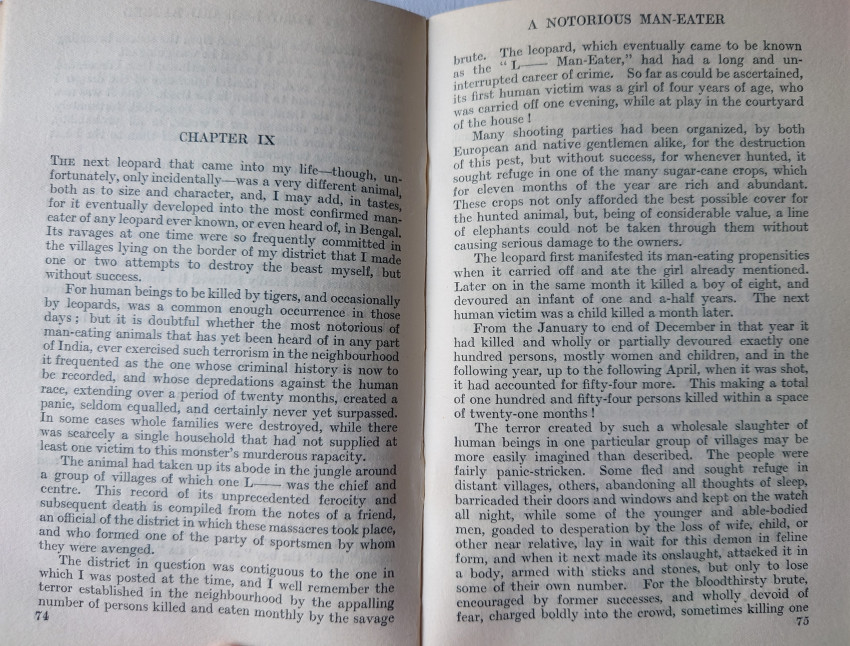 CHAPTER IX
THE next leopard that came into my life—though, un-
fortunately, only incidentally—was a very different animal,
both as to size and character, and, I may add, in tastes,
for it eventually developed into the most confirmed man-
eater of any leopard ever known, or even heard of, in Bengal.
Its ravages at one time were so frequently committed in
the villages lying on the border of my district that I made
one or two attempts to destroy the beast myself, but
without success.
For human beings to be killed by tigers, and occasionally
by leopards, was a common enough occurrence in those
days; but it is doubtful whether the most notorious of
man-eating animals that has yet been heard of in any part
of India, ever exercised such terrorism in the neighbourhood
it frequented as the one whose criminal history is now to
be recorded, and whose depredations against the human
race, extending over a period of twenty months, created a
panic, seldom equalled, and certainly never yet surpassed.
In some cases whole families were destroyed, while there
was scarcely a single household that had not supplied at
least one victim to this monster's murderous rapacity.
The animal had taken up its abode in the jungle around
a group of villages of which one L—— was the chief and
centre. This record of its unprecedented ferocity and
subsequent death is compiled from the notes of a friend,
an official of the district in which these massacres took place,
and who formed one of the party of sportsmen by whom
they were avenged.
The district in question was contiguous to the one in
which I was posted at the time, and I well remember the
terror established in the neighbourhood by the appalling
number of persons killed and eaten monthly by the savage
74
A NOTORIOUS MAN-EATER
brute. The leopard, which eventually came to be known
as the "L—— Man-Eater," had had a long and un-
interrupted career of crime. So far as could be ascertained,
its first human victim was a girl of four years of age, who
was carried off one evening, while at play in the courtyard
of the house!
Many shooting parties had been organized, by both
European and native gentlemen alike, for the destruction
of this pest, but without success, for whenever hunted, it
sought refuge in one of the many sugar-cane crops, which
for eleven months of the year are rich and abundant.
These crops not only afforded the best possible cover for
the hunted animal, but, being of considerable value, a line
of elephants could not be taken through them without
causing serious damage to the owners.
The leopard first manifested its man-eating propensities
when it carried off and ate the girl already mentioned.
Later on in the same month it killed a boy of eight, and
devoured an infant of one and a-half years. The next
human victim was a child killed a month later.
From the January to end of December in that year it
had killed and wholly or partially devoured exactly one
hundred persons, mostly women and children, and in the
following year, up to the following April, when it was shot,
it had accounted for fifty-four more. This making a total
of one hundred and fifty-four persons killed within a space
of twenty-one months!
The terror created by such a wholesale slaughter of
human beings in one particular group of villages may be
more easily imagined than described. The people were
fairly panic-stricken. Some fled and sought refuge in
distant villages, others, abandoning all thoughts of sleep,
barricaded their doors and windows and kept on the watch
all night, while some of the younger and able-bodied
men, goaded to desperation by the loss of wife, child, or
other near relative, lay in wait for this demon in feline
form, and when it next made its onslaught, attacked it in
a body, armed with sticks and stones, but only to lose
some of their own number. For the bloodthirsty brute,
encouraged by former successes, and wholly devoid of
fear, charged boldly into the crowd, sometimes killing one
75